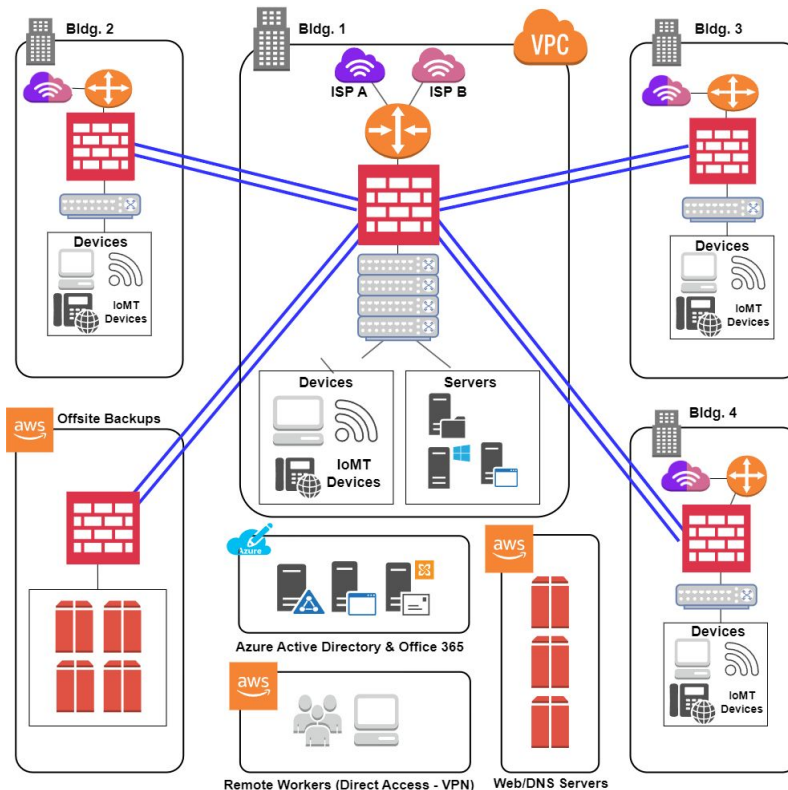 Bldg. 2
Bldg. 1
VPC
Bldg. 3
ISP A
ISP B
Devices
IoMT
Devices
Devices
IoMT
Devices
Devices
IoMT
Devices
Servers
aws
Offsite Backups
Bldg. 4
Azure
Azure Active Directory & Office 365
aws
Devices
IoMT
Devices
aws
Remote Workers (Direct Access - VPN)
Web/DNS Servers